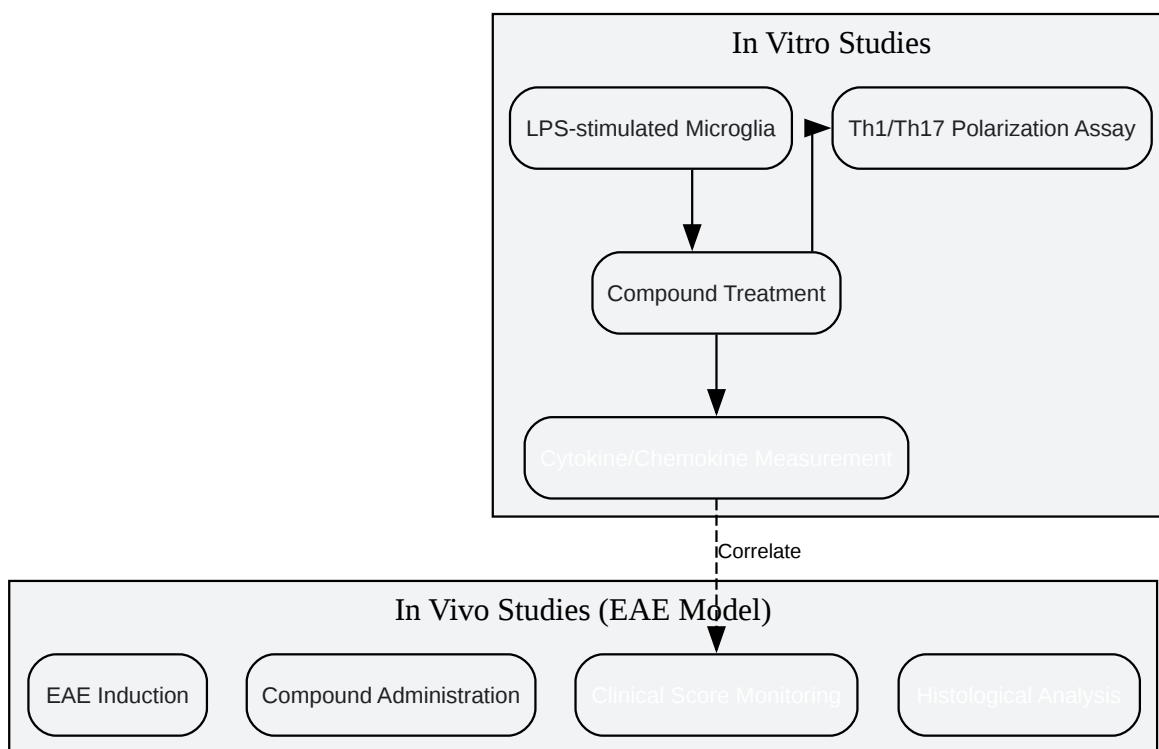 In Vitro Studies
LPS-stimulated Microglia
Th1/Th17 Polarization Assay
Compound Treatment
Cytokine/Chemokine Measurement
Correlate
In Vivo Studies (EAE Model)
EAE Induction
Compound Administration
Clinical Score Monitoring
Histological Analysis